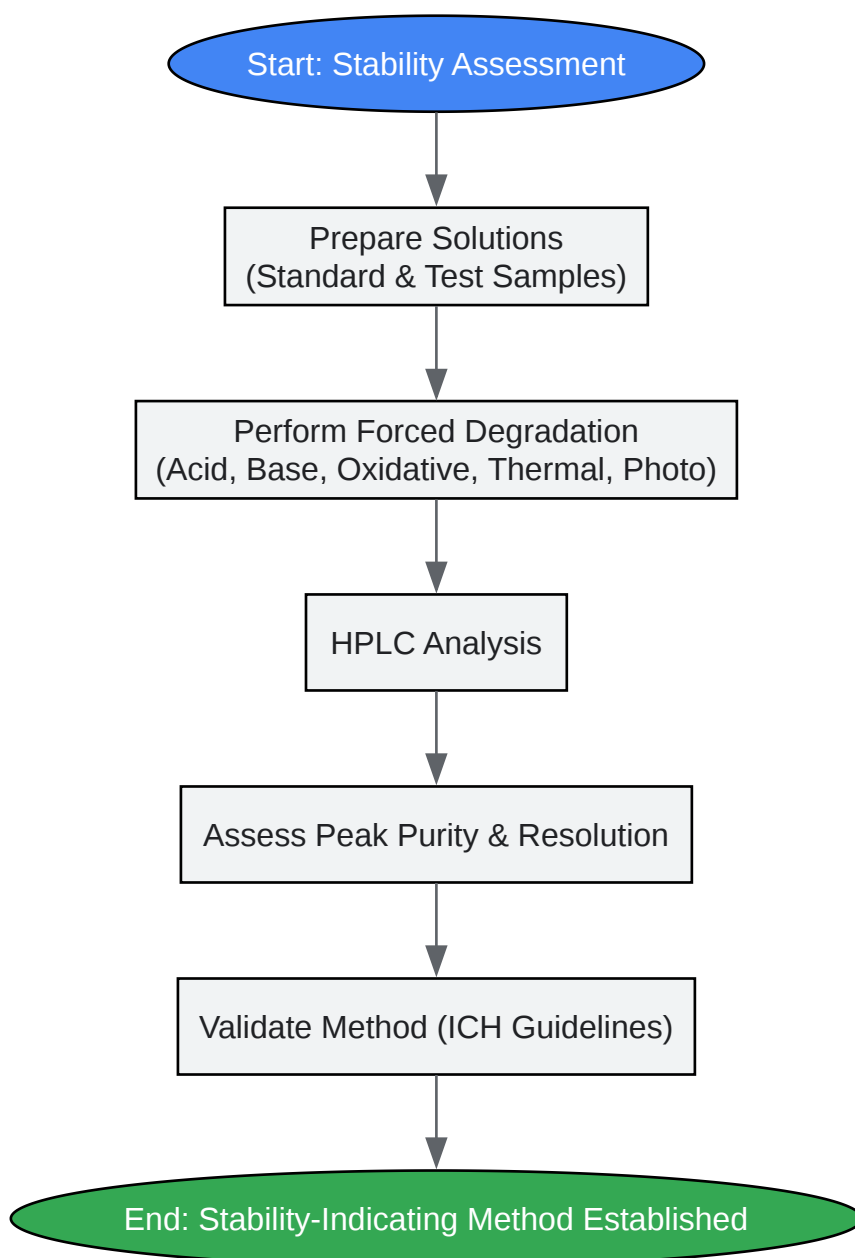 Start: Stability Assessment
Prepare Solutions
(Standard & Test Samples)
Perform Forced Degradation
(Acid, Base, Oxidative, Thermal, Photo)
HPLC Analysis
Assess Peak Purity & Resolution
Validate Method (ICH Guidelines)
End: Stability-Indicating Method Established